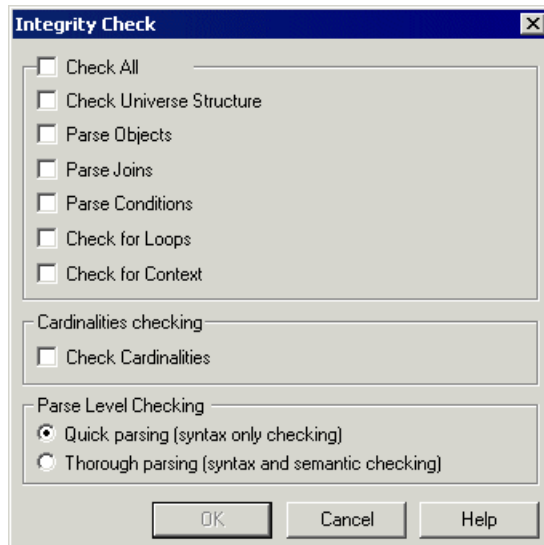 Integrity Check
Check All
Check Universe Structure
Parse Objects
Parse Joins
Parse Conditions
Check for Loops
Check for Context
Cardinalities checking
Check Cardinalities
Parse Level Checking
Quick parsing (syntax only checking)
Thorough parsing (syntax and semantic checking)
OK Cancel Help